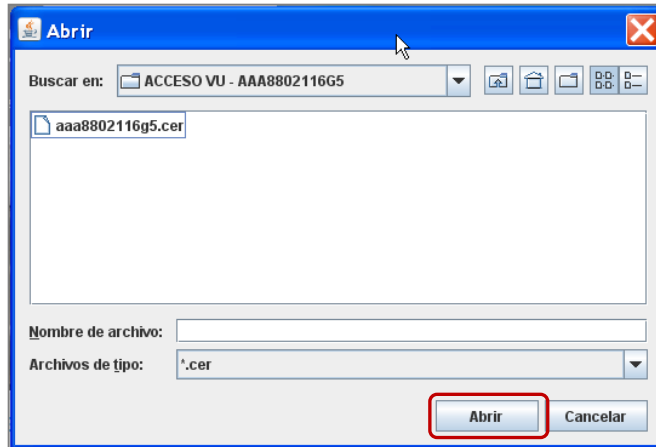 Abrir
Buscar en: ACCESO VU - AAA8802116G5
aaa8802116g5.cer
Nombre de archivo:
Archivos de tipo: *.cer
Abrir Cancelar